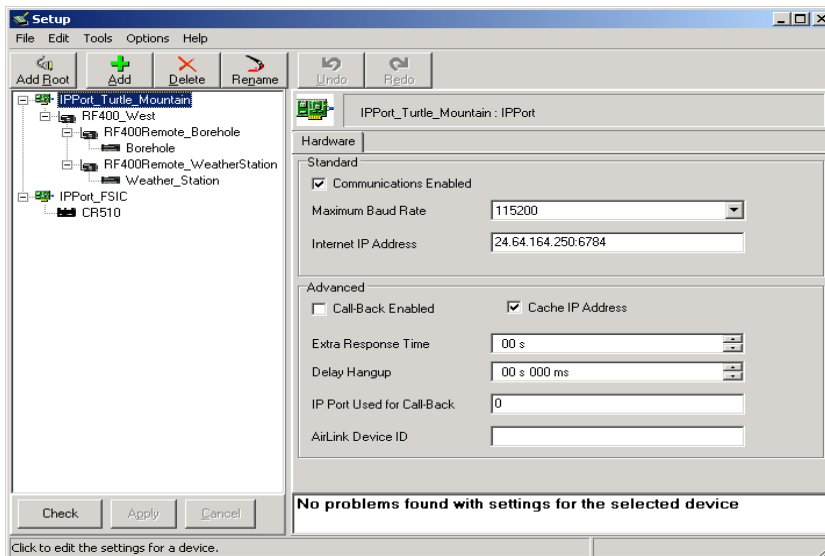 Setup
File Edit Tools Options Help
Add Root Add Delete Rename Undo Redo
IPPort_Turtle_Mountain
RF400_West
RF400Remote_Borehole
Borehole
RF400Remote_WeatherStation
Weather_Station
IPPort_FSIC
CR510
IPPort_Turtle_Mountain : IPPort
Hardware
Standard
Communications Enabled
Maximum Baud Rate 115200
Internet IP Address 24.64.164.250:6784
Advanced
Call-Back Enabled Cache IP Address
Extra Response Time 00 s
Delay Hangup 00 s 000 ms
IP Port Used for Call-Back 0
AirLink Device ID
Check Apply Cancel
No problems found with settings for the selected device
Click to edit the settings for a device.